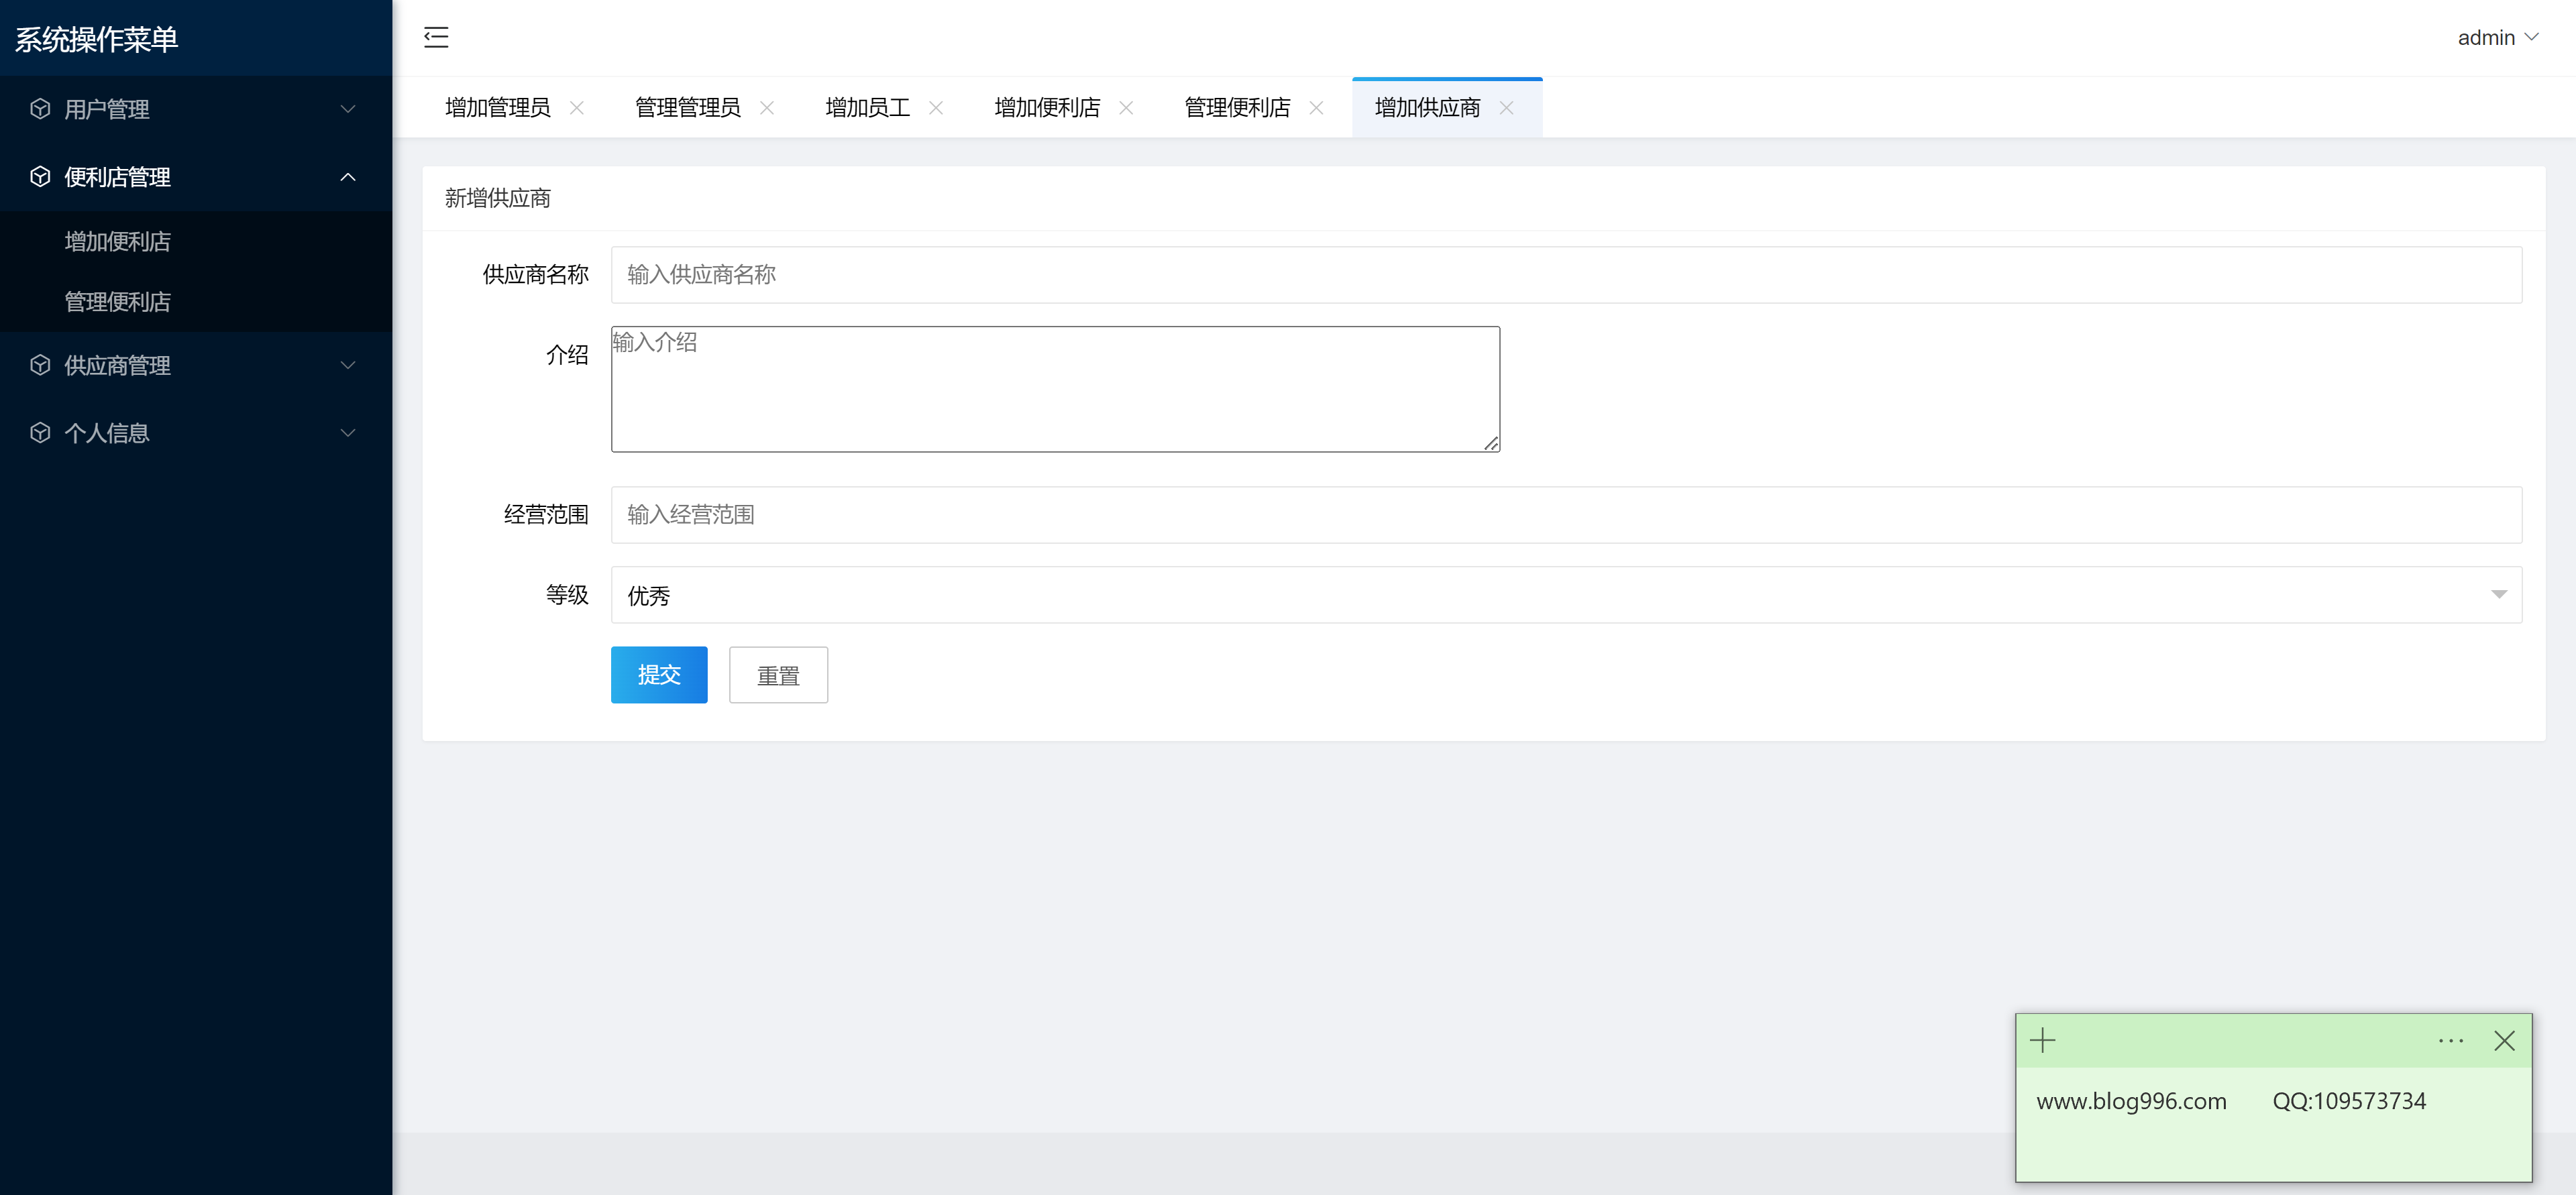 系统操作菜单
admin
用户管理
便利店管理
增加便利店
管理便利店
供应商管理
个人信息
增加管理员 管理管理员 增加员工 增加便利店 管理便利店 增加供应商
新增供应商
供应商名称 输入供应商名称
介绍 输入介绍
经营范围 输入经营范围
等级 优秀
提交 重置
www.blog996.com QQ:109573734